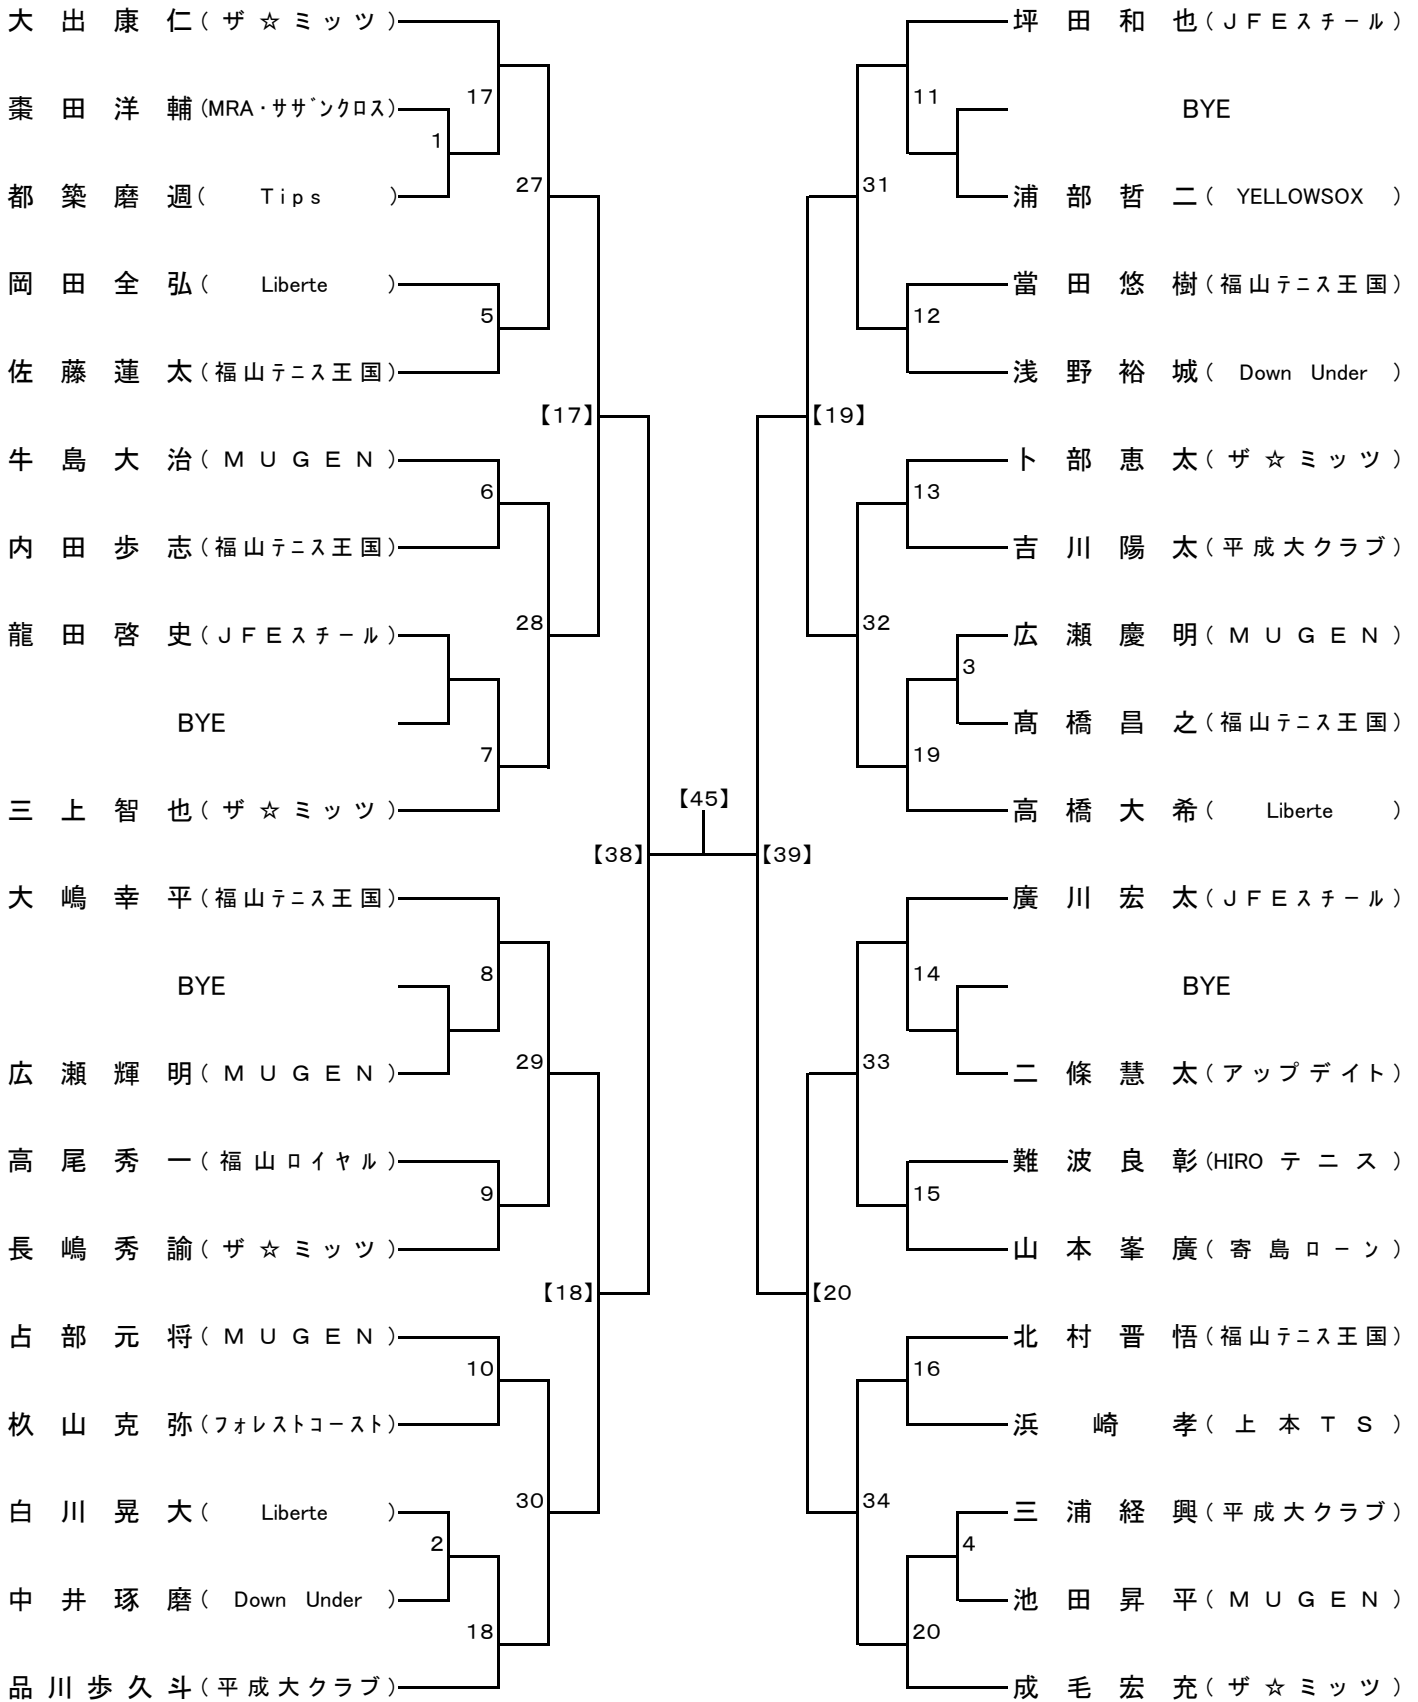 大出康仁(ザ☆ミッツ)
17
棗田洋輔(MRA・ササﾞンクロス)
1
都築磨週(Tips)
27
岡田全弘(Liberte)
5
佐藤蓮太(福山テニス王国)
【17】
牛島大治(MUGEN)
6
内田歩志(福山テニス王国)
28
龍田啓史(JFEスチール)
BYE
7
三上智也(ザ☆ミッツ)
【38】
大嶋幸平(福山テニス王国)
BYE
8
広瀬輝明(MUGEN)
29
高尾秀一(福山ロイヤル)
9
長嶋秀諭(ザ☆ミッツ)
【18】
占部元将(MUGEN)
10
杁山克弥(フォレストコースト)
白川晃大(Liberte)
30
2
中井琢磨(Down Under)
18
品川歩久斗(平成大クラブ)
【45】
坪田和也(JFEスチール)
11
BYE
浦部哲二(YELLOWSOX)
31
當田悠樹(福山テニス王国)
12
浅野裕城(Down Under)
【19】
卜部恵太(ザ☆ミッツ)
13
吉川陽太(平成大クラブ)
32
広瀬慶明(MUGEN)
3
髙橋昌之(福山テニス王国)
19
高橋大希(Liberte)
【39】
廣川宏太(JFEスチール)
14
BYE
二條慧太(アップデイト)
33
難波良彰(HIROテニス)
15
山本峯廣(寄島ローン)
【20
北村晋悟(福山テニス王国)
16
浜崎孝(上本TS)
34
三浦経興(平成大クラブ)
4
池田昇平(MUGEN)
20
成毛宏充(ザ☆ミッツ)